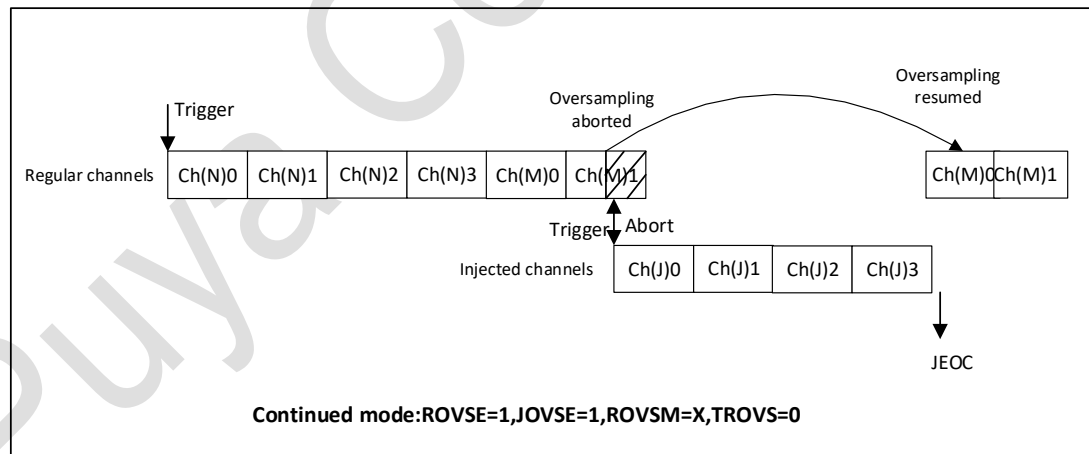 Puya Co
Oversampling
aborted
Oversampling
resumed
Trigger
Regular channels
Ch(N)0 Ch(N)1 Ch(N)2 Ch(N)3 Ch(M)0 Ch(M)1 Ch(M)0 Ch(M)1
Trigger Abort
Injected channels
Ch(J)0 Ch(J)1 Ch(J)2 Ch(J)3
JEOC
Continued mode:ROVSE=1,JOVSE=1,ROVSM=X,TROVS=0